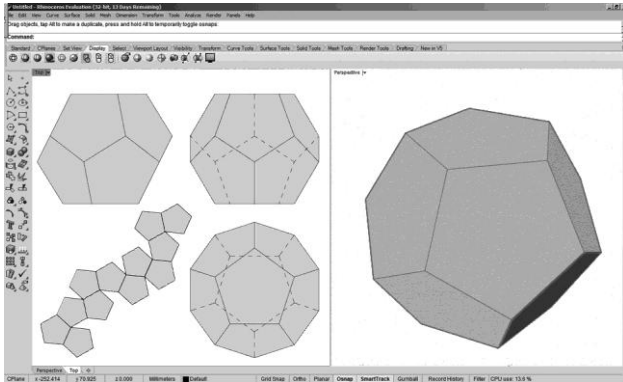 Untitled - Rhinoceros Evaluation (32-bit, 13 Days Remaining)
File Edit View Curve Surface Solid Mesh Dimension Transform Tools Analyze Render Panels Help
Drag objects, tap Alt to make a duplicate, press and hold Alt to temporarily toggle osnaps.
Command:
Standard CPlanes Set View Display Select Viewport Layout Visibility Transform Curve Tools Surface Tools Solid Tools Mesh Tools Render Tools Drafting New in V5
Top
Perspective
Perspective Top
CPlane x -252.414 y 70.925 z 0.000 Millimeters Default Grid Snap Ortho Planar Osnap SmartTrack Gumball Record History Filter CPU use: 13.6 %